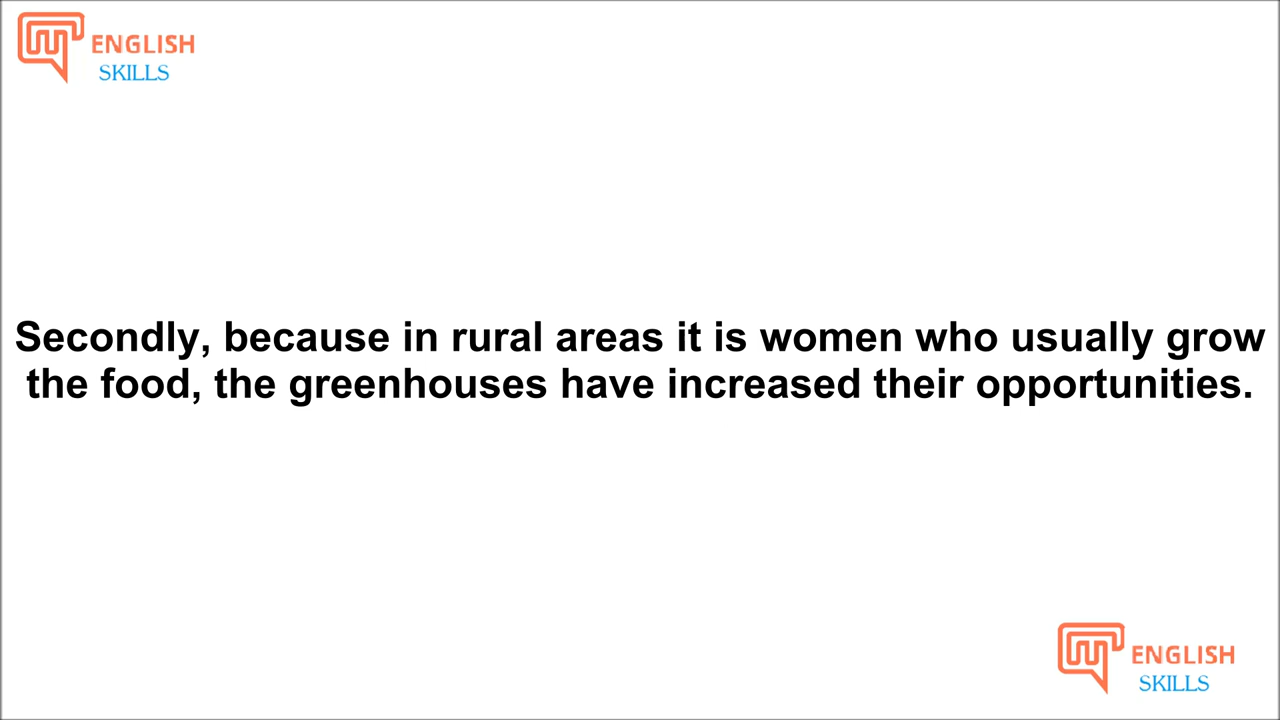 ENGLISH
SKILLS
Secondly, because in rural areas it is women who usually grow
the food, the greenhouses have increased their opportunities.
ENGLISH
SKILLS